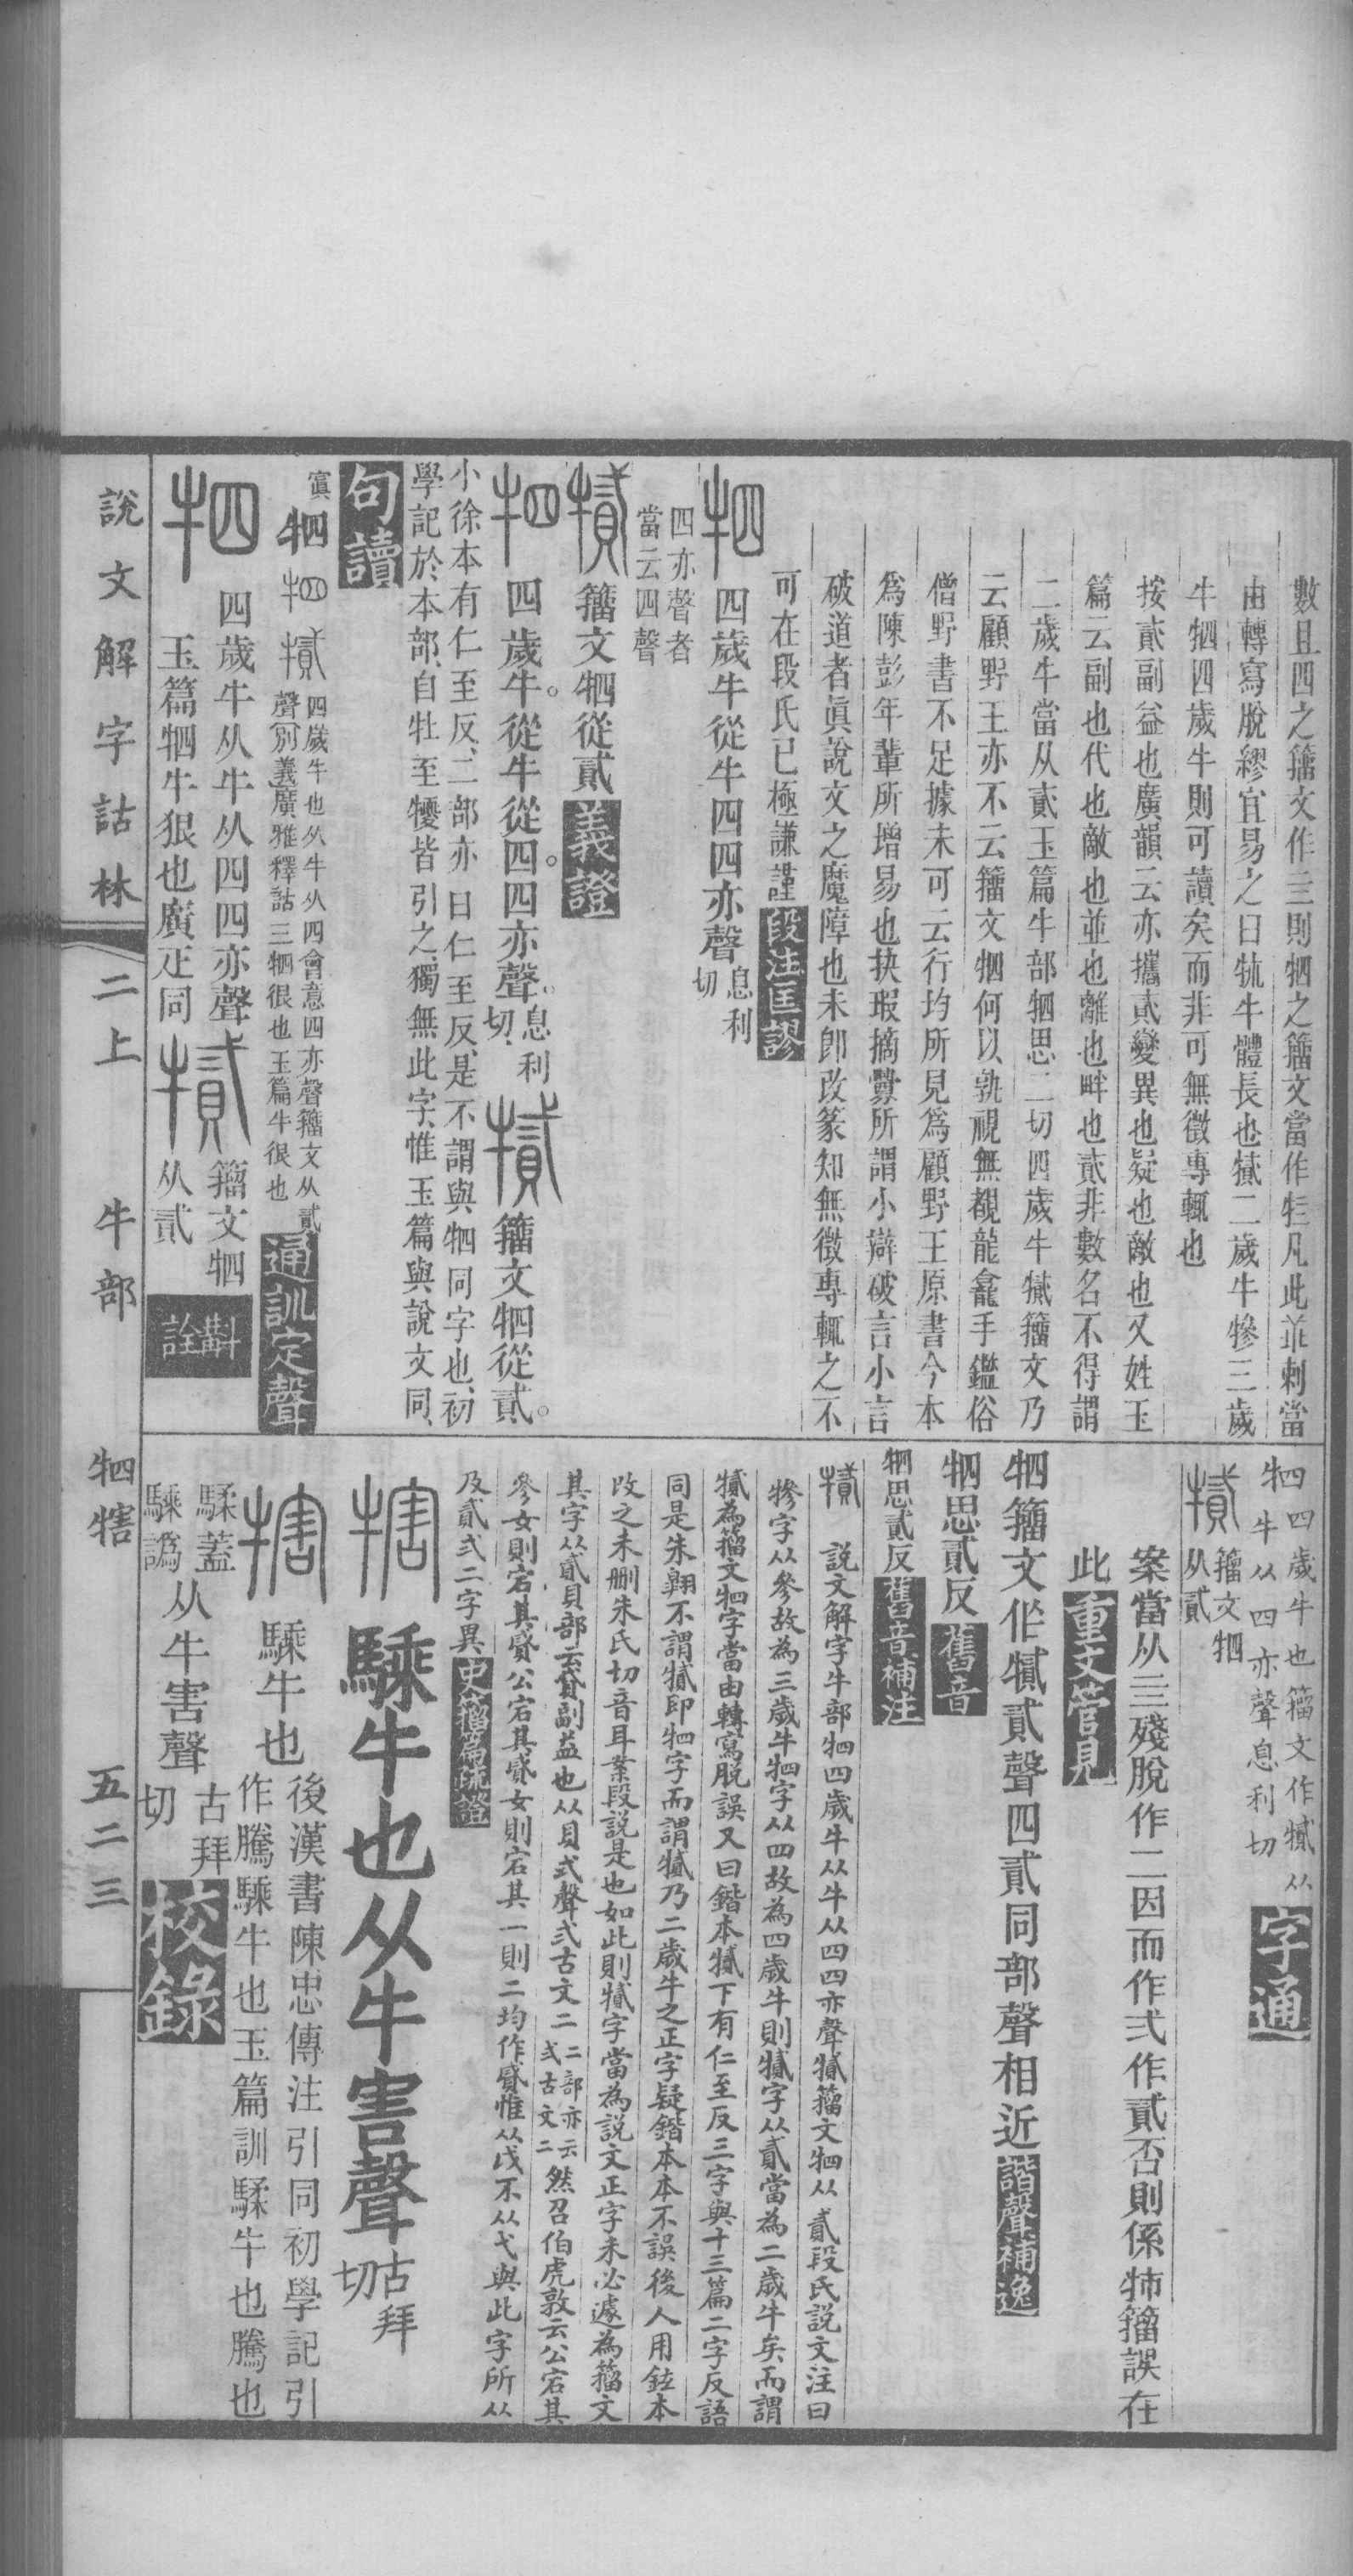 數且四之籀文作亖則牭之籀文當作牪凡此並刺當
由轉寫脫繆宜易之曰㹑牛體長也㸬二歲牛犙三歲
牛牭四歲牛則可讀矣而非可無徵專輒也
按貳副益也廣韻云亦攜貳變異也疑也敵也又姓玉
篇云副也代也敵也並也離也畔也貳非數名不得謂
二歲牛當从貳玉篇牛部牭思二切四歲牛樲籀文乃
云顧野王亦不云籀文牭何以孰視無覩龍龕手鑑俗
僧野書不足據未可云行均所見爲顧野王原書今本
爲陳彭年輩所增易也抉瑕摘釁所謂小辯破言小言
破道者眞說文之魔障也未卽改篆知無徵專輒之不
可在段氏已極謙謹 段注匡謬
牭 四歲牛從牛四四亦聲 息利切
四亦聲者
當云四聲
𤛾 籀文牭從貳 義證
牭 四歲牛。從牛從四。四亦聲。息利切、𤛾 籀文牭從貳。
小徐本有仁至反、二部亦曰仁至反、是不謂與牭同字也、初
學記於本部、自牡至㹛皆引之、獨無此字、惟玉篇與說文同、
句讀
牭 四歲牛也从牛从四會意四亦聲籀文从貳
聲別義廣雅釋詁三牭很也玉篇牛很也 通訓定聲
牭 四歲牛从牛从四四亦聲 𤛾 籀文牭从貳
玉篇牭牛狠也廣疋同 斠詮
牭 四歲牛也籀文作𤛾从
牛从四亦聲息利切 字通
𤛾 籀文牭从貳
案當从亖殘脫作二因而作弍作貳否則係㹃籀誤在
此 重文管見
牭籀文作𤛾貳聲四貳同部聲相近 諧聲補逸
牭思貳反 舊音
牭思貳反 舊音補注
𤛾 說文解字牛部牭四歲牛从牛从四四亦聲𤛾籀文牭从貳段氏說文注曰
犙字从參故為三歲牛牭字从四故為四歲牛則𤛾字从貳當為二歲牛矣而謂
𤛾為籀文牭字當由轉寫脫誤又曰鍇本𤛾下有仁至反三字與十三篇二字反語
同是朱翱不謂𤛾卽牭字而謂𤛾乃二歲牛之正字疑鍇本本不誤後人用鉉本
改之未刪朱氏切音耳案段說是也如此則𤛾字當為說文正字未必遽為籀文
其字从貳貝部云貳副益也从貝弍聲弍古文二 二部亦云弍古文二 然召伯虎敦云公宕其
參女則宕其貳公宕其貳女則宕其一則二均作貳惟从戍不从弋與此字所从
及貳弍二字異 史籀篇疏證
犗 騬牛也从牛害聲 古拜切
犗 騬牛也 後漢書陳忠傳注引同初學記引
作騰騬牛也玉篇訓騬牛也騰也
騬蓋
騬譌 从牛害聲 古拜切 校錄
說文解字詁林 二上 牛部 牭犗 五二三